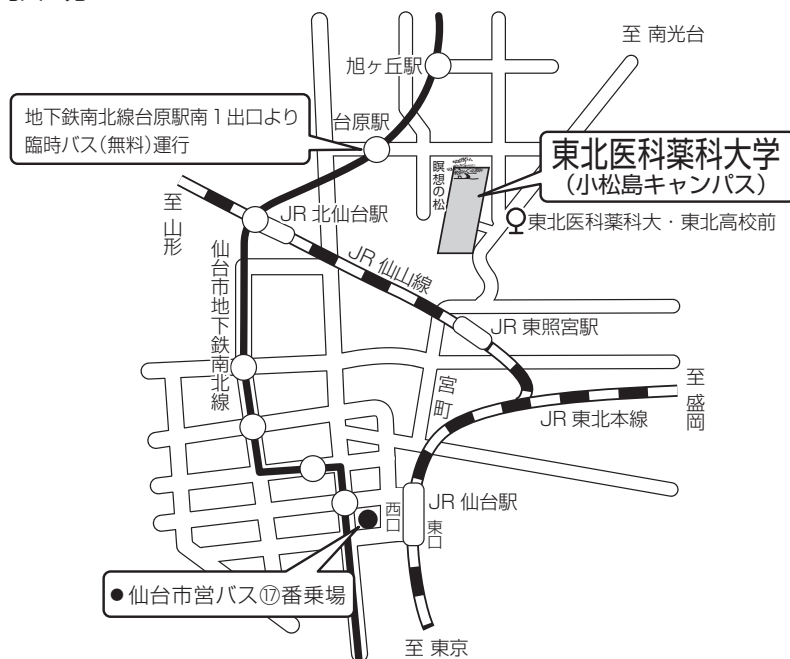 至 南光台
旭ヶ丘駅
地下鉄南北線台原駅南１出口より
臨時バス(無料)運行
台原駅
東北医科薬科大学
(小松島キャンパス)
瞑想の松
東北医科薬科大・東北高校前
至 山形
JR 北仙台駅
JR 仙山線
仙台市地下鉄南北線
JR 東照宮駅
宮町
至 盛岡
JR 東北本線
JR 仙台駅
西口
東口
●仙台市営バス⑰番乗場
至 東京